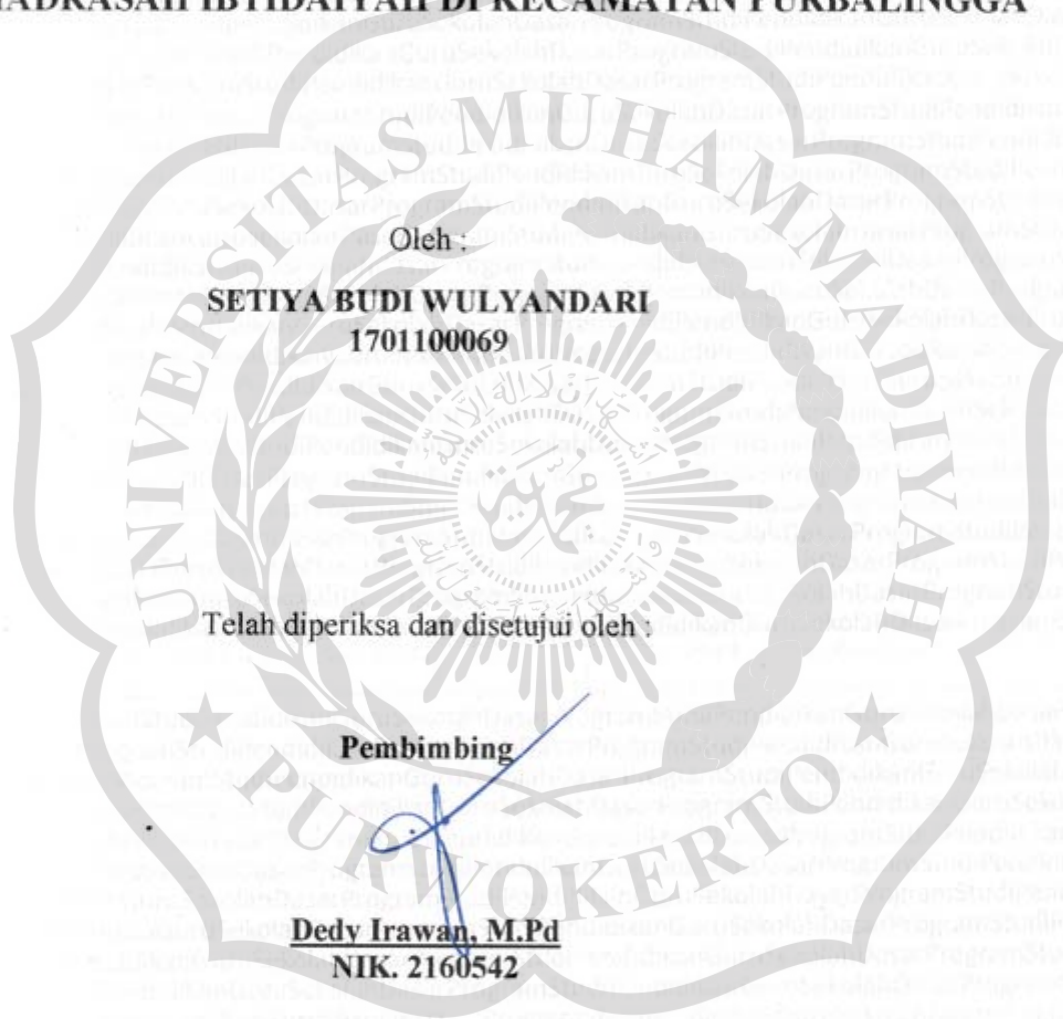 MADRASAH IBTIDAIYAH DI KECAMATAN PURBALINGGA
UNIVERSITAS MUHAMMADIYAH
PURWOKERTO
Oleh :
SETIYA BUDI WULYANDARI
1701100069
Telah diperiksa dan disetujui oleh :
Pembimbing
Dedy Irawan, M.Pd
NIK. 2160542